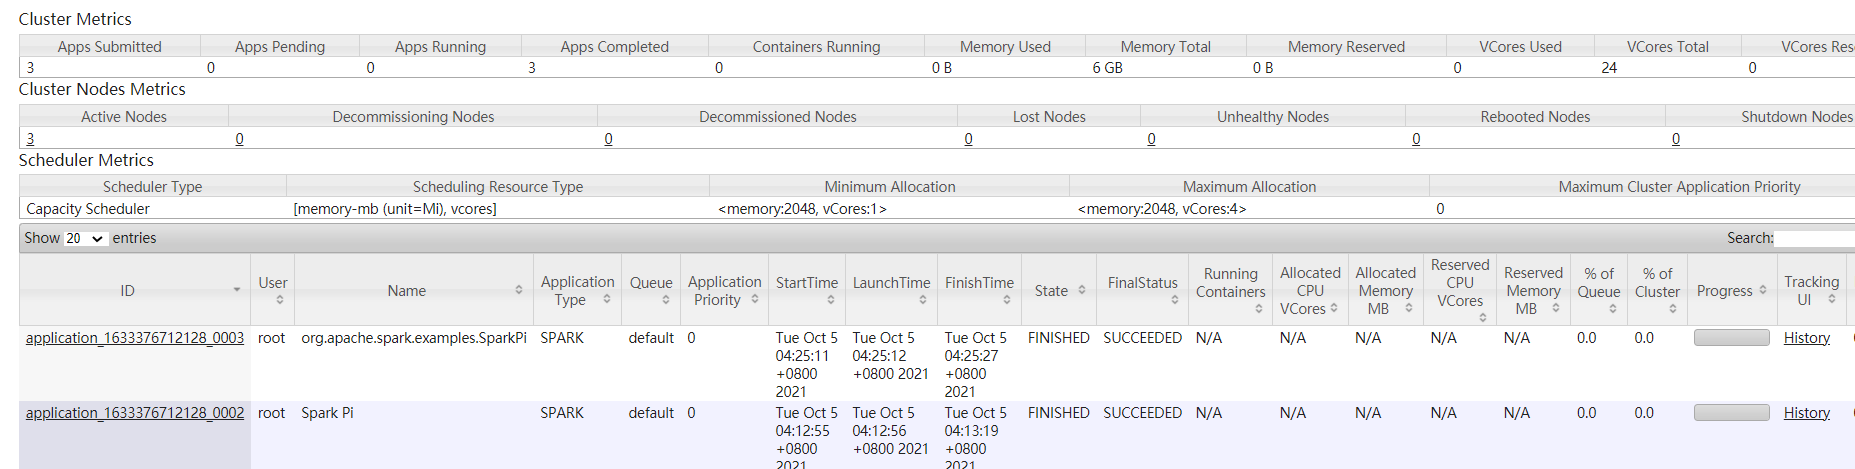 Cluster Metrics
Apps Submitted Apps Pending Apps Running Apps Completed Containers Running Memory Used Memory Total Memory Reserved VCores Used VCores Total VCores Res
3 0 0 3 0 0 B 6 GB 0 B 0 24 0
Cluster Nodes Metrics
Active Nodes Decommissioning Nodes Decommissioned Nodes Lost Nodes Unhealthy Nodes Rebooted Nodes Shutdown Nodes
3 0 0 0 0 0 0
Scheduler Metrics
Scheduler Type Scheduling Resource Type Minimum Allocation Maximum Allocation Maximum Cluster Application Priority
Capacity Scheduler [memory-mb (unit=Mi), vcores] <memory:2048, vCores:1> <memory:2048, vCores:4> 0
Show 20 entries Search:
ID User Name Application Type Queue Application Priority StartTime LaunchTime FinishTime State FinalStatus Running Containers Allocated CPU VCores Allocated Memory MB Reserved CPU VCores Reserved Memory MB % of Queue % of Cluster Progress Tracking UI
application_1633376712128_0003 root org.apache.spark.examples.SparkPi SPARK default 0 Tue Oct 5 04:25:11 +0800 2021 Tue Oct 5 04:25:12 +0800 2021 Tue Oct 5 04:25:27 +0800 2021 FINISHED SUCCEEDED N/A N/A N/A N/A N/A 0.0 0.0 History
application_1633376712128_0002 root Spark Pi SPARK default 0 Tue Oct 5 04:12:55 +0800 2021 Tue Oct 5 04:12:56 +0800 2021 Tue Oct 5 04:13:19 +0800 2021 FINISHED SUCCEEDED N/A N/A N/A N/A N/A 0.0 0.0 History